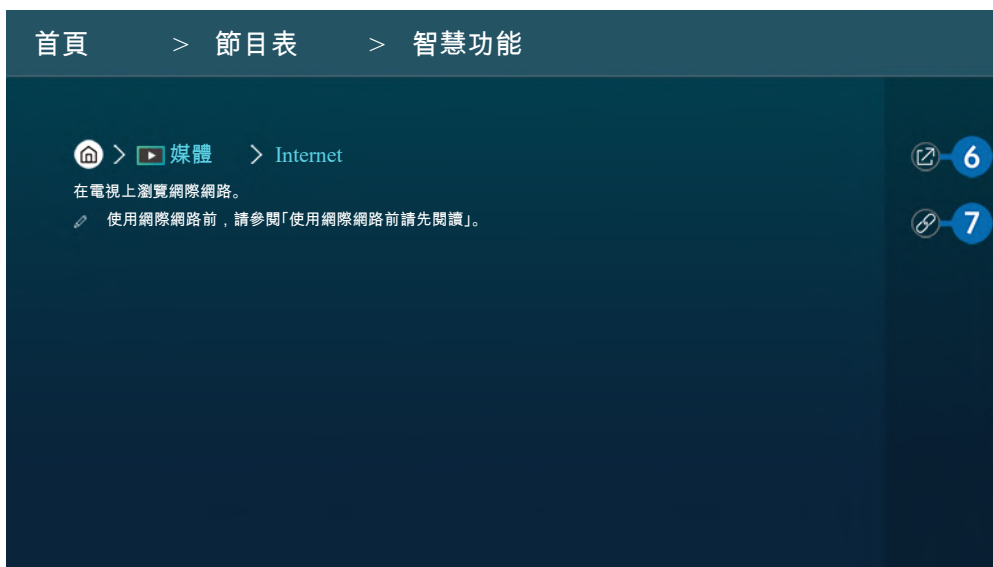 首頁 > 節目表 > 智慧功能
> 媒體 > Internet
6
在電視上瀏覽網際網路。
使用網際網路前，請參閱「使用網際網路前請先閱讀」。
7